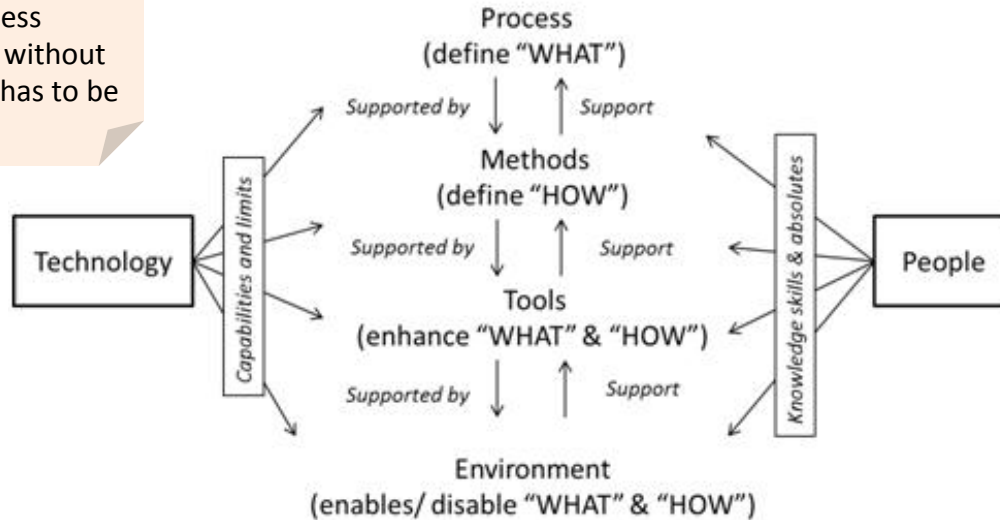 ess
without
has to be
Process
(define “WHAT”)
Supported by
Support
Methods
(define “HOW”)
Supported by
Support
Tools
(enhance “WHAT” & “HOW”)
Supported by
Support
Environment
(enables/ disable “WHAT” & “HOW”)
Technology
Capabilities and limits
Knowledge skills & absolutes
People